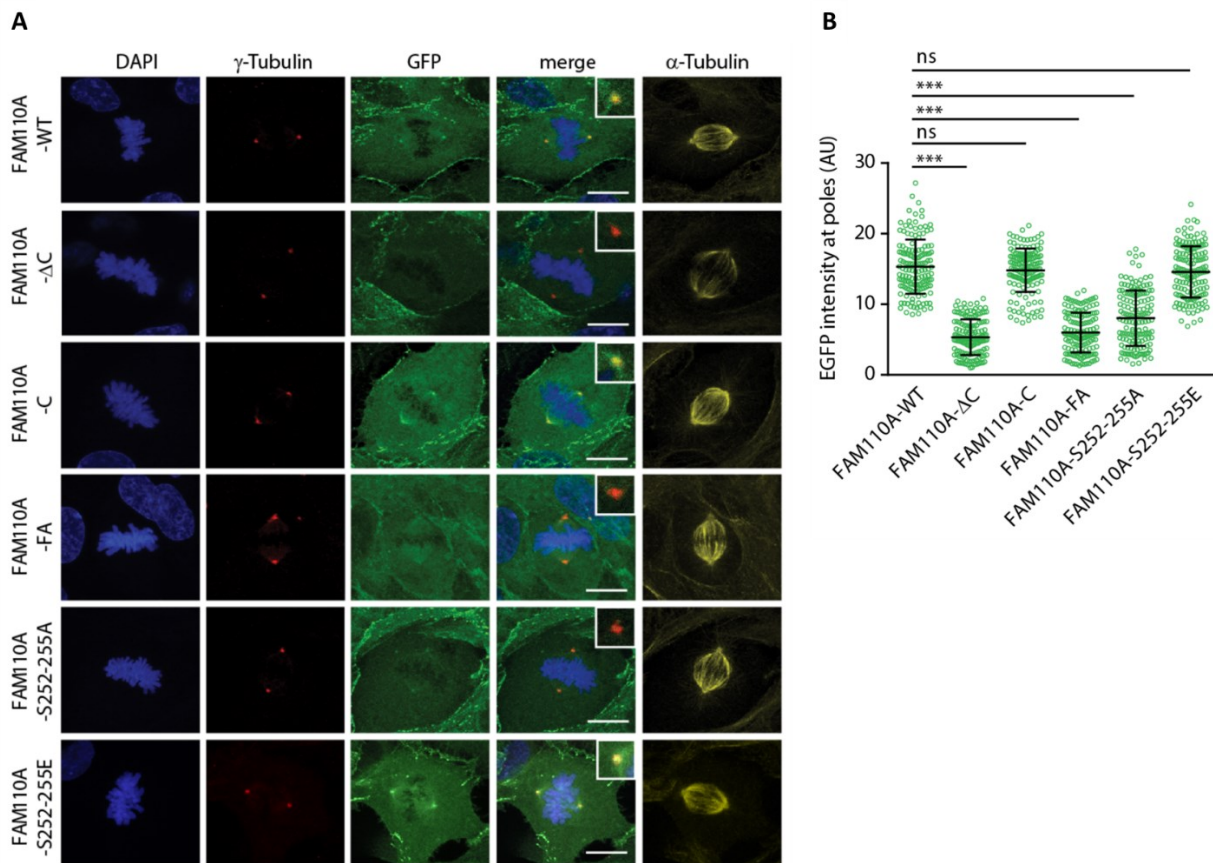 A
DAPI
γ-Tubulin
GFP
merge
α-Tubulin
FAM110A
-WT
FAM110A
-ΔC
FAM110A
-C
FAM110A
-FA
FAM110A
-S252-255A
FAM110A
-S252-255E
B
ns
***
***
ns
***
EGFP intensity at poles (AU)
30
20
10
0
FAM110A-WT
FAM110A-ΔC
FAM110A-C
FAM110A-FA
FAM110A-S252-255A
FAM110A-S252-255E